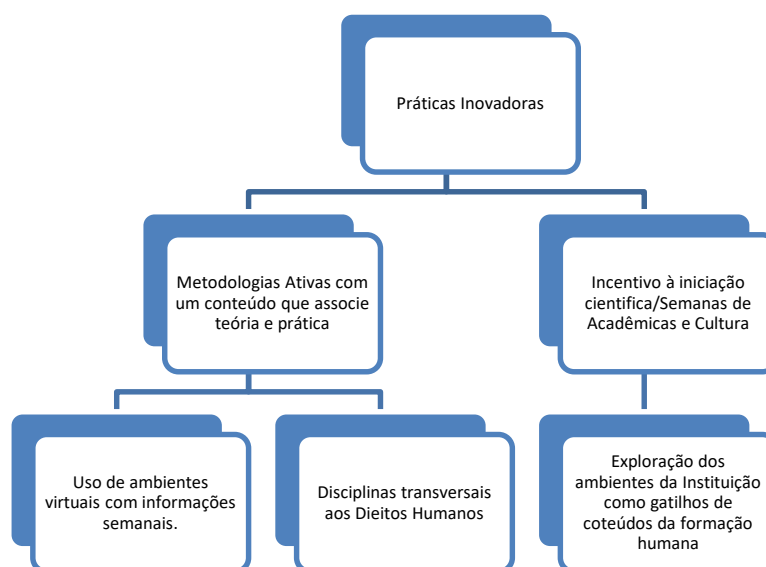 Práticas Inovadoras
Metodologias Ativas com
um conteúdo que associe
teória e prática
Incentivo à iniciação
cientifica/Semanas de
Acadêmicas e Cultura
Uso de ambientes
virtuais com informações
semanais.
Disciplinas transversais
aos Dieitos Humanos
Exploração dos
ambientes da Instituição
como gatilhos de
coteúdos da formação
humana